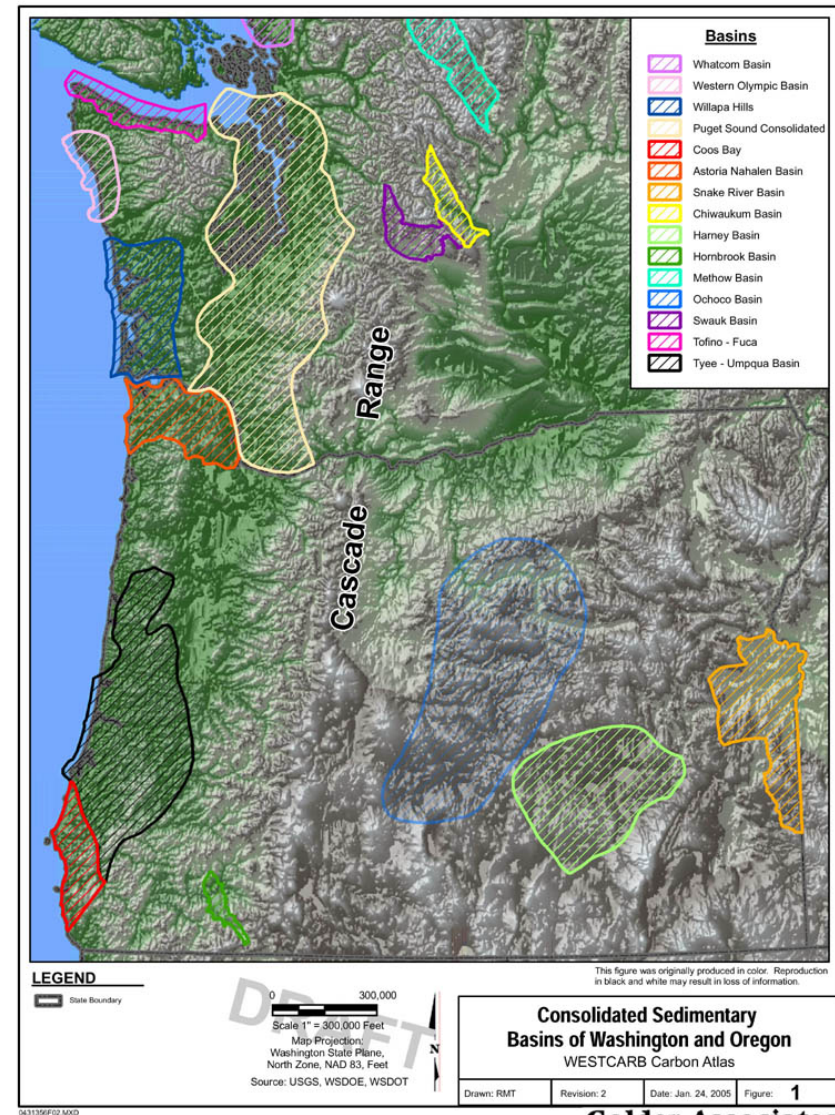 Basins
Whatcom Basin
Western Olympic Basin
Willapa Hills
Puget Sound Consolidated
Coos Bay
Astoria Nahalen Basin
Snake River Basin
Chiwaukum Basin
Harney Basin
Hornbrook Basin
Methow Basin
Ochoco Basin
Swauk Basin
Tofino - Fuca
Tyee - Umpqua Basin
Range
Cascade
LEGEND
State Boundary
DRAFT
0 300,000
Scale 1" = 300,000 Feet
Map Projection:
Washington State Plane,
North Zone, NAD 83, Feet
Source: USGS, WSDOE, WSDOT
N
This figure was originally produced in color. Reproduction
in black and white may result in loss of information.
Consolidated Sedimentary
Basins of Washington and Oregon
WESTCARB Carbon Atlas
Drawn: RMT Revision: 2 Date: Jan. 24, 2005 Figure: 1
0431356F02.MXD